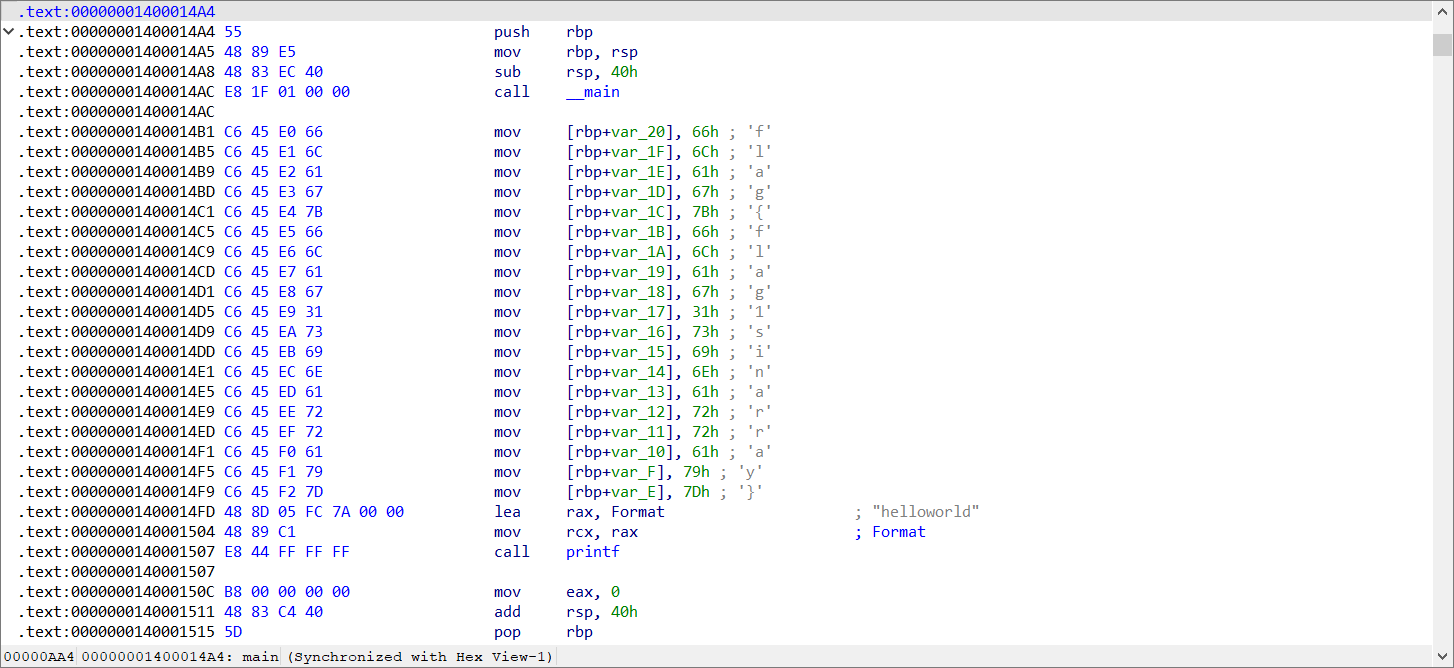 .text:00000001400014A4
.text:00000001400014A4 55 push rbp
.text:00000001400014A5 48 89 E5 mov rbp, rsp
.text:00000001400014A8 48 83 EC 40 sub rsp, 40h
.text:00000001400014AC E8 1F 01 00 00 call __main
.text:00000001400014AC
.text:00000001400014B1 C6 45 E0 66 mov [rbp+var_20], 66h ; 'f'
.text:00000001400014B5 C6 45 E1 6C mov [rbp+var_1F], 6Ch ; 'l'
.text:00000001400014B9 C6 45 E2 61 mov [rbp+var_1E], 61h ; 'a'
.text:00000001400014BD C6 45 E3 67 mov [rbp+var_1D], 67h ; 'g'
.text:00000001400014C1 C6 45 E4 7B mov [rbp+var_1C], 7Bh ; '{'
.text:00000001400014C5 C6 45 E5 66 mov [rbp+var_1B], 66h ; 'f'
.text:00000001400014C9 C6 45 E6 6C mov [rbp+var_1A], 6Ch ; 'l'
.text:00000001400014CD C6 45 E7 61 mov [rbp+var_19], 61h ; 'a'
.text:00000001400014D1 C6 45 E8 67 mov [rbp+var_18], 67h ; 'g'
.text:00000001400014D5 C6 45 E9 31 mov [rbp+var_17], 31h ; '1'
.text:00000001400014D9 C6 45 EA 73 mov [rbp+var_16], 73h ; 's'
.text:00000001400014DD C6 45 EB 69 mov [rbp+var_15], 69h ; 'i'
.text:00000001400014E1 C6 45 EC 6E mov [rbp+var_14], 6Eh ; 'n'
.text:00000001400014E5 C6 45 ED 61 mov [rbp+var_13], 61h ; 'a'
.text:00000001400014E9 C6 45 EE 72 mov [rbp+var_12], 72h ; 'r'
.text:00000001400014ED C6 45 EF 72 mov [rbp+var_11], 72h ; 'r'
.text:00000001400014F1 C6 45 F0 61 mov [rbp+var_10], 61h ; 'a'
.text:00000001400014F5 C6 45 F1 79 mov [rbp+var_F], 79h ; 'y'
.text:00000001400014F9 C6 45 F2 7D mov [rbp+var_E], 7Dh ; '}'
.text:00000001400014FD 48 8D 05 FC 7A 00 00 lea rax, Format ; "helloworld"
.text:0000000140001504 48 89 C1 mov rcx, rax ; Format
.text:0000000140001507 E8 44 FF FF FF call printf
.text:0000000140001507
.text:000000014000150C B8 00 00 00 00 mov eax, 0
.text:0000000140001511 48 83 C4 40 add rsp, 40h
.text:0000000140001515 5D pop rbp
00000AA4 00000001400014A4: main (Synchronized with Hex View-1)